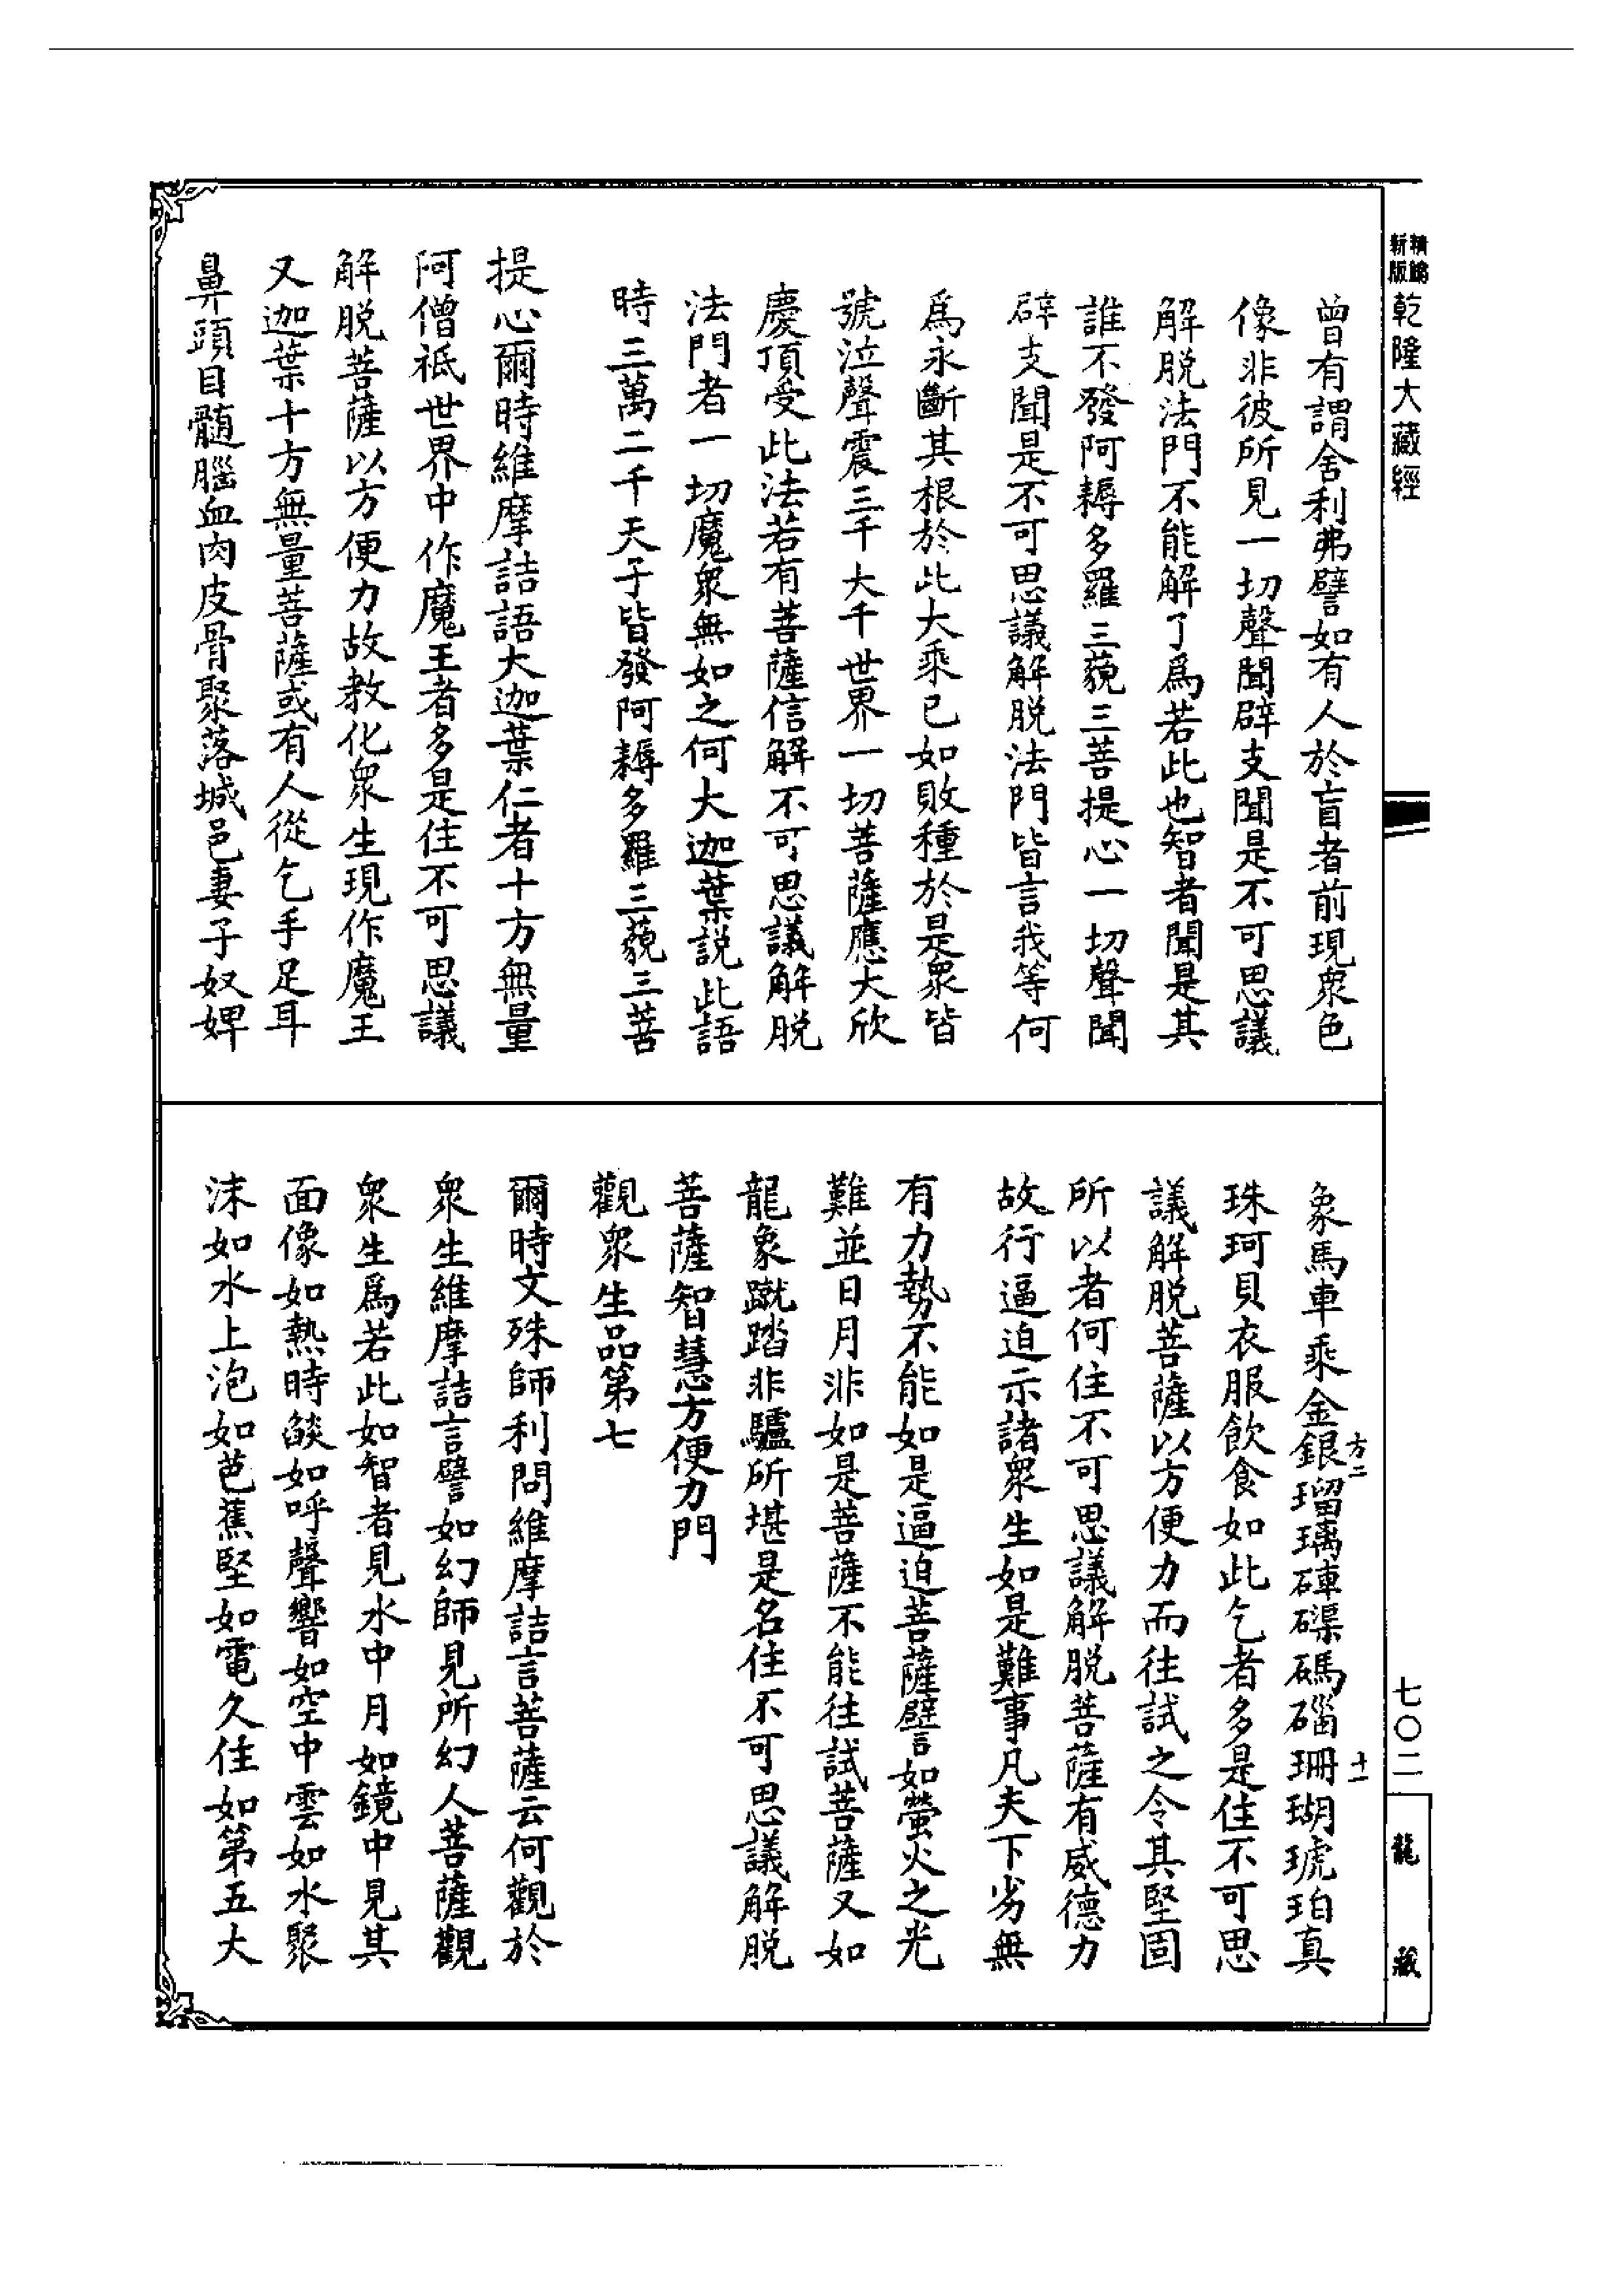 精縮新版乾隆大藏經
曾有謂舍利弗譬如有人於盲者前現衆色
像非彼所見一切聲聞辟支聞是不可思議
解脱法門不能解了爲若此也智者聞是其
誰不發阿耨多羅三藐三菩提心一切聲聞
辟支聞是不可思議解脱法門皆言我等何
爲永斷其根於此大乘已如敗種於是衆皆
號泣聲震三千大千世界一切菩薩應大欣
慶頂受此法若有菩薩信解不可思議解脱
法門者一切魔衆無如之何大迦葉説此語
時三萬二千天子皆發阿耨多羅三藐三菩
提心爾時維摩詰語大迦葉仁者十方無量
阿僧祇世界中作魔王者多是住不可思議
解脱菩薩以方便力故教化衆生現作魔王
又迦葉十方無量菩薩或有人從乞手足耳
鼻頭目髓腦血肉皮骨聚落城邑妻子奴婢
象馬車乘金銀瑠璃硨磲碼碯珊瑚琥珀真
珠珂貝衣服飲食如此乞者多是住不可思
議解脱菩薩以方便力而往試之令其堅固
所以者何住不可思議解脱菩薩有威德力
故行逼迫示諸衆生如是難事凡夫下劣無
有力勢不能如是逼迫菩薩譬如螢火之光
難並日月非如是菩薩不能往試菩薩又如
龍象蹴踏非驢所堪是名住不可思議解脱
菩薩智慧方便力門
觀衆生品第七
爾時文殊師利問維摩詰言菩薩云何觀於
衆生維摩詰言譬如幻師見所幻人菩薩觀
衆生爲若此如智者見水中月如鏡中見其
面像如熱時燄如呼聲響如空中雲如水聚
沫如水上泡如芭蕉堅如電久住如第五大
方二
十一
七〇二
龍藏